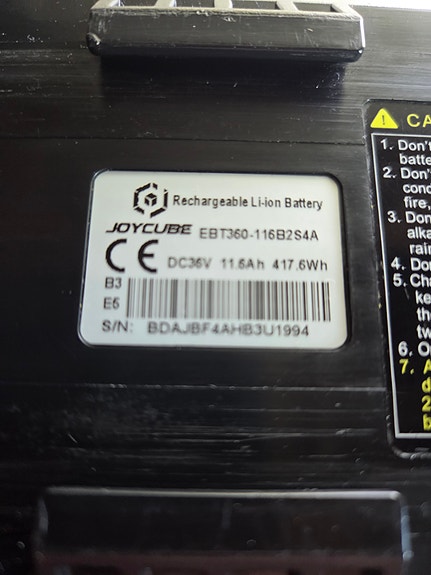 Rechargeable Li-ion Battery
JOYCUBE EBT360-116B2S4A
CE DC36V 11.6Ah 417.6Wh
B3
E5
S/N: BDAJBF4AHB3U1994
CA
1. Don't
batte
2. Don'
cond
fire,
3. Don
alka
rain
4. Do
5. Cha
ke
the
tw
6. O
7. A
d
2
b